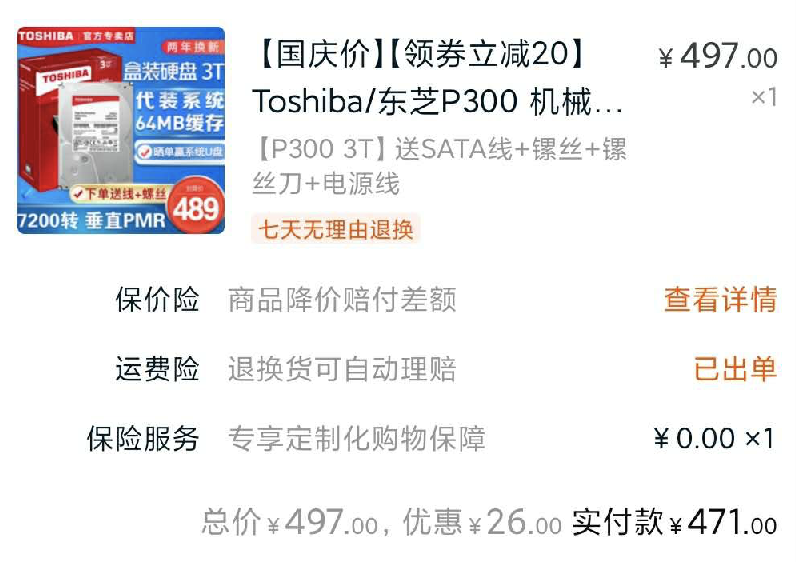 TOSHIBA 官方专卖店
两年换新
TOSHIBA
盒装硬盘 3T
代装系统
64MB缓存
晒单赢系统U盘
下单送线+螺丝
489
7200转 垂直PMR
【国庆价】【领券立减20】
Toshiba/东芝P300 机械...
¥497.00
×1
【P300 3T】送SATA线+镙丝+镙
丝刀+电源线
七天无理由退换
保价险 商品降价赔付差额 查看详情
运费险 退换货可自动理赔 已出单
保险服务 专享定制化购物保障 ¥0.00 ×1
总价¥497.00, 优惠¥26.00 实付款¥471.00